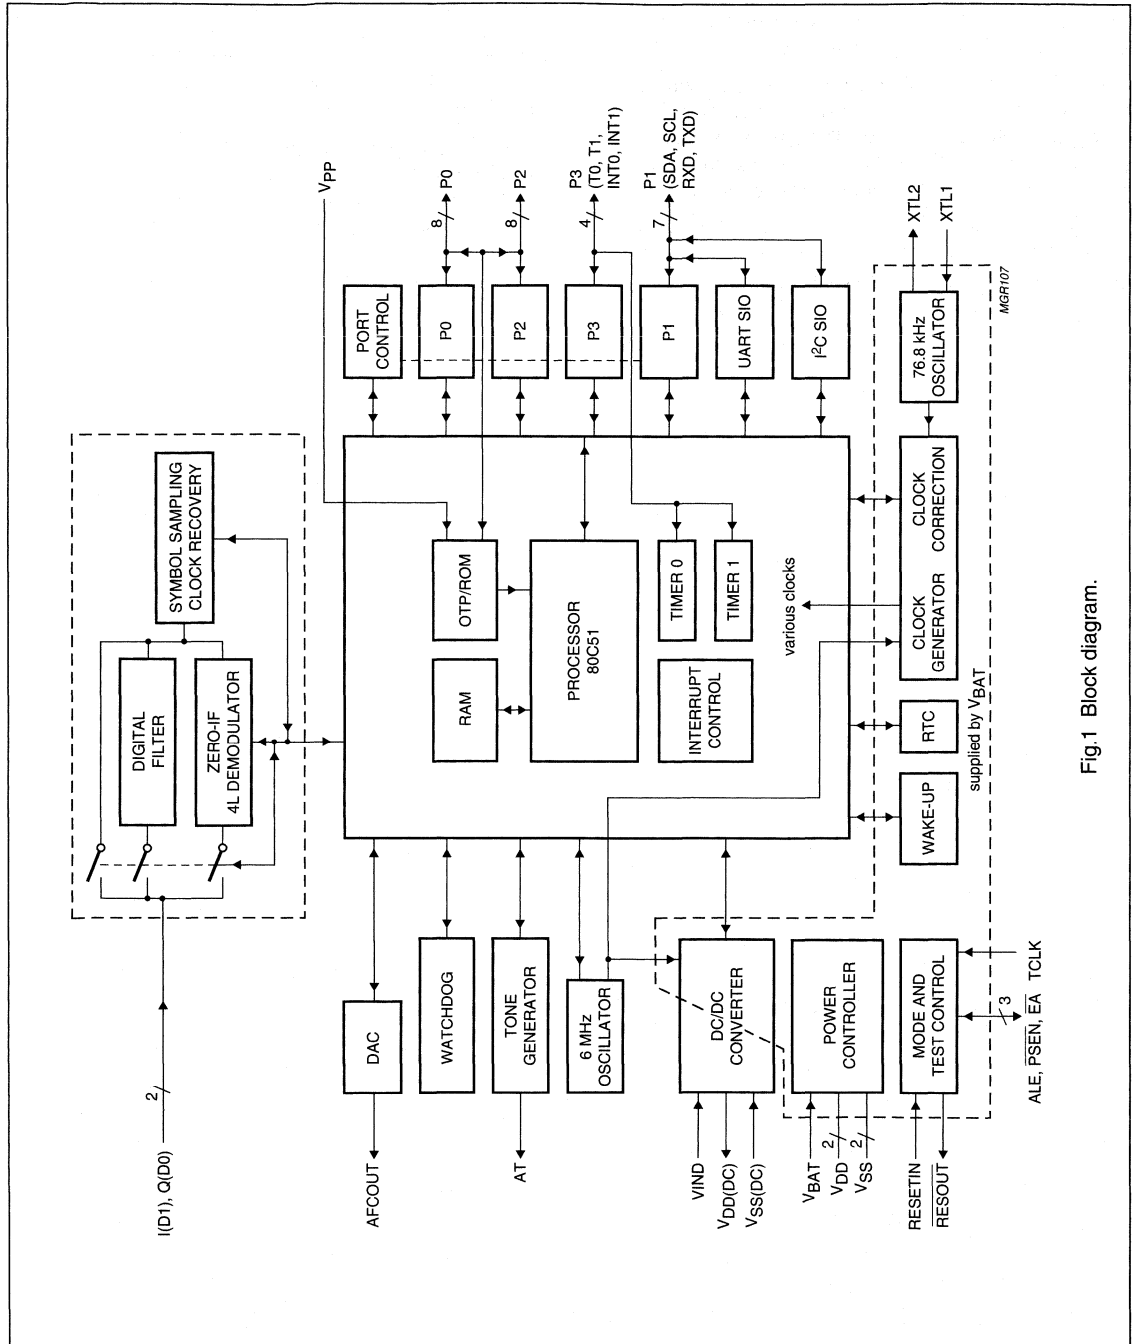 I(D1), Q(D0)
2
DIGITAL
FILTER
ZERO-IF
4L DEMODULATOR
SYMBOL SAMPLING
CLOCK RECOVERY
VPP
AFCOUT
DAC
WATCHDOG
AT
TONE
GENERATOR
6 MHz
OSCILLATOR
VIND
VDD(DC)
VSS(DC)
DC/DC
CONVERTER
VBAT
VDD
VSS
2
2
POWER
CONTROLLER
RESETIN
RESOUT
MODE AND
TEST CONTROL
3
ALE, PSEN, EA
TCLK
RAM
OTP/ROM
PROCESSOR
80C51
INTERRUPT
CONTROL
TIMER 0
TIMER 1
various clocks
PORT
CONTROL
P0
8
P0
P2
8
P2
P3
4
P3
(T0, T1,
INT0, INT1)
P1
7
P1
(SDA, SCL,
RXD, TXD)
UART SIO
I2C SIO
WAKE-UP
RTC
supplied by VBAT
CLOCK
GENERATOR
CLOCK
CORRECTION
76.8 kHz
OSCILLATOR
XTL2
XTL1
MGR107
Fig.1 Block diagram.